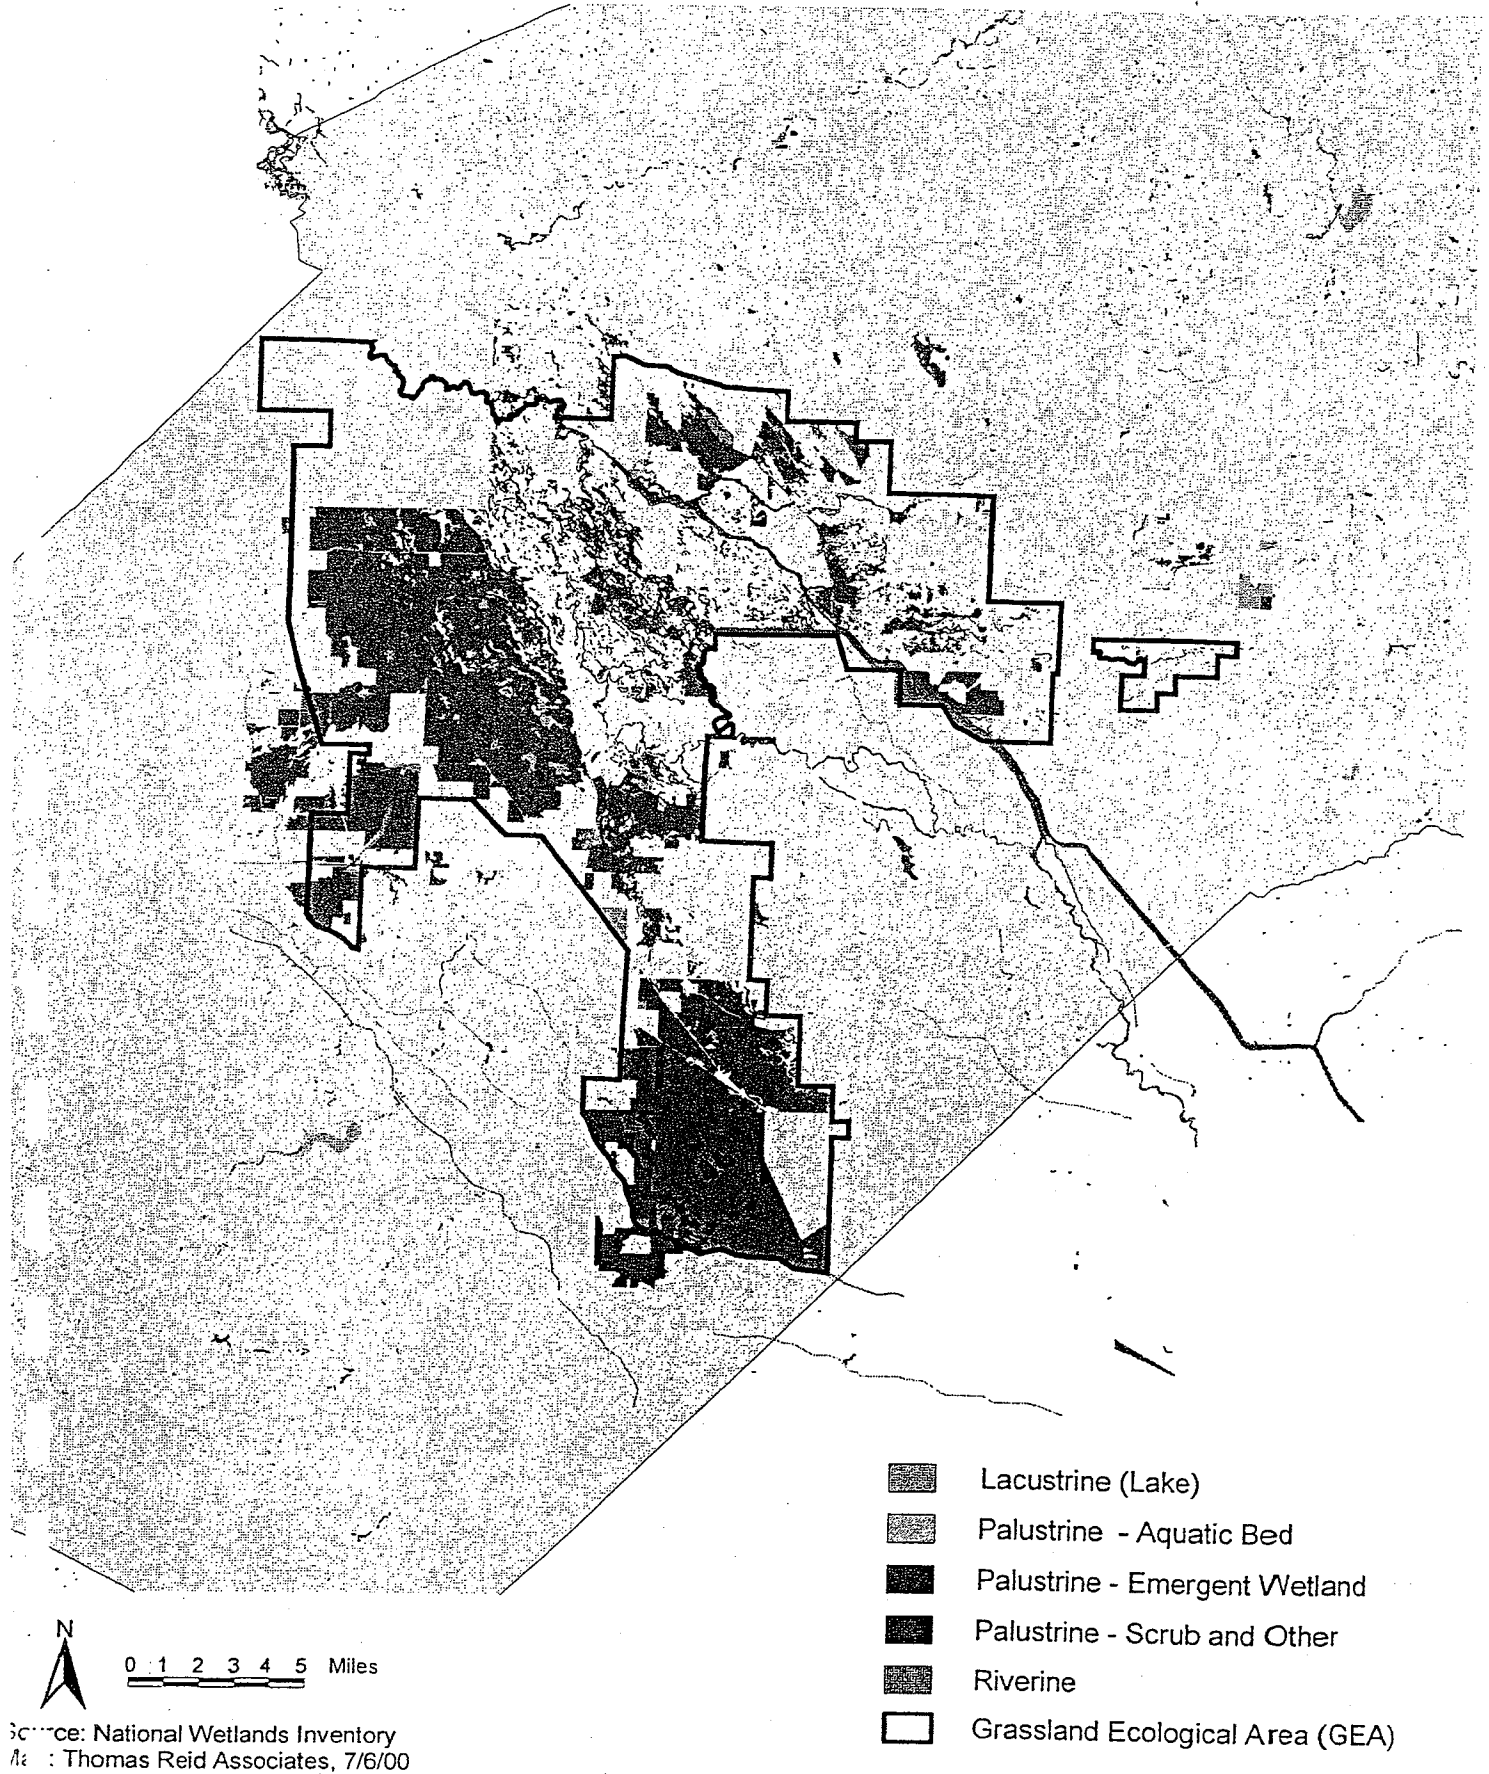 Lacustrine (Lake)
Palustrine - Aquatic Bed
Palustrine - Emergent Wetland
Palustrine - Scrub and Other
Riverine
Grassland Ecological Area (GEA)
N
0 1 2 3 4 5 Miles
: National Wetlands Inventory
: Thomas Reid Associates, 7/6/00